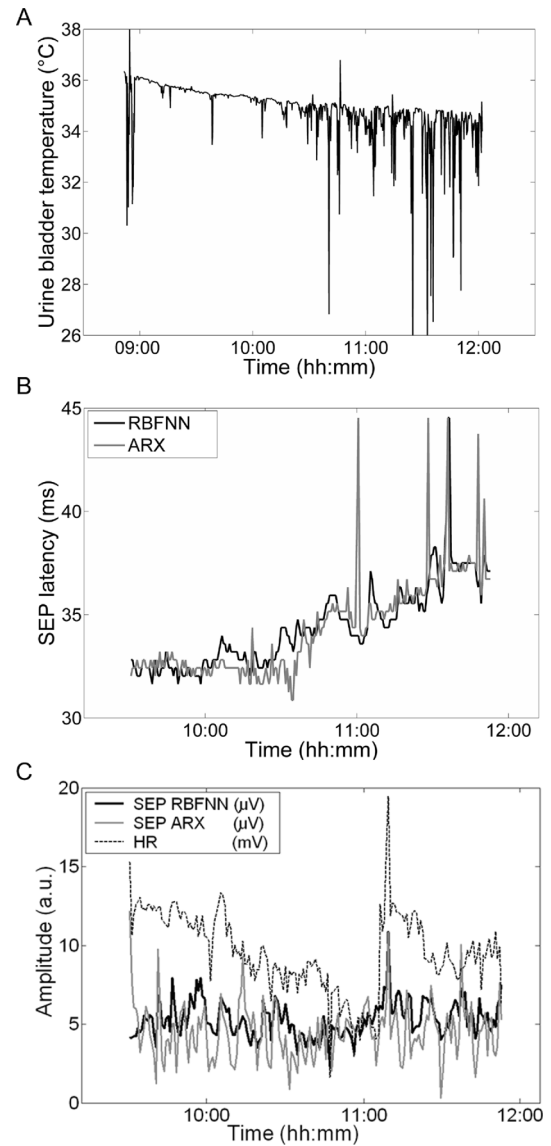 A
Urine bladder temperature (°C)
38
36
34
32
30
28
26
09:00 10:00 11:00 12:00
Time (hh:mm)
B
SEP latency (ms)
45
40
35
30
RBFNN
ARX
10:00 11:00 12:00
Time (hh:mm)
C
Amplitude (a.u.)
20
15
10
5
0
SEP RBFNN (µV)
SEP ARX (µV)
HR (mV)
10:00 11:00 12:00
Time (hh:mm)